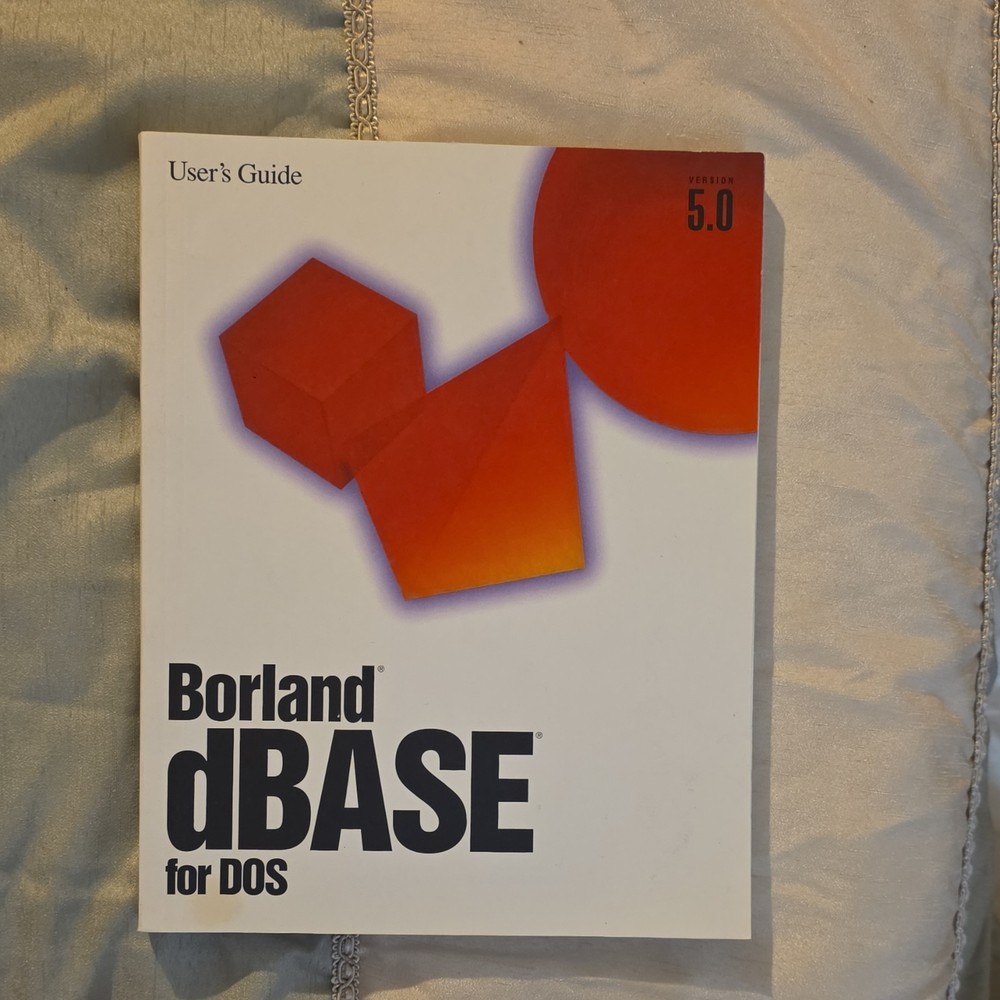 User's Guide
VERSION
5.0
Borland®
dBASE®
for DOS